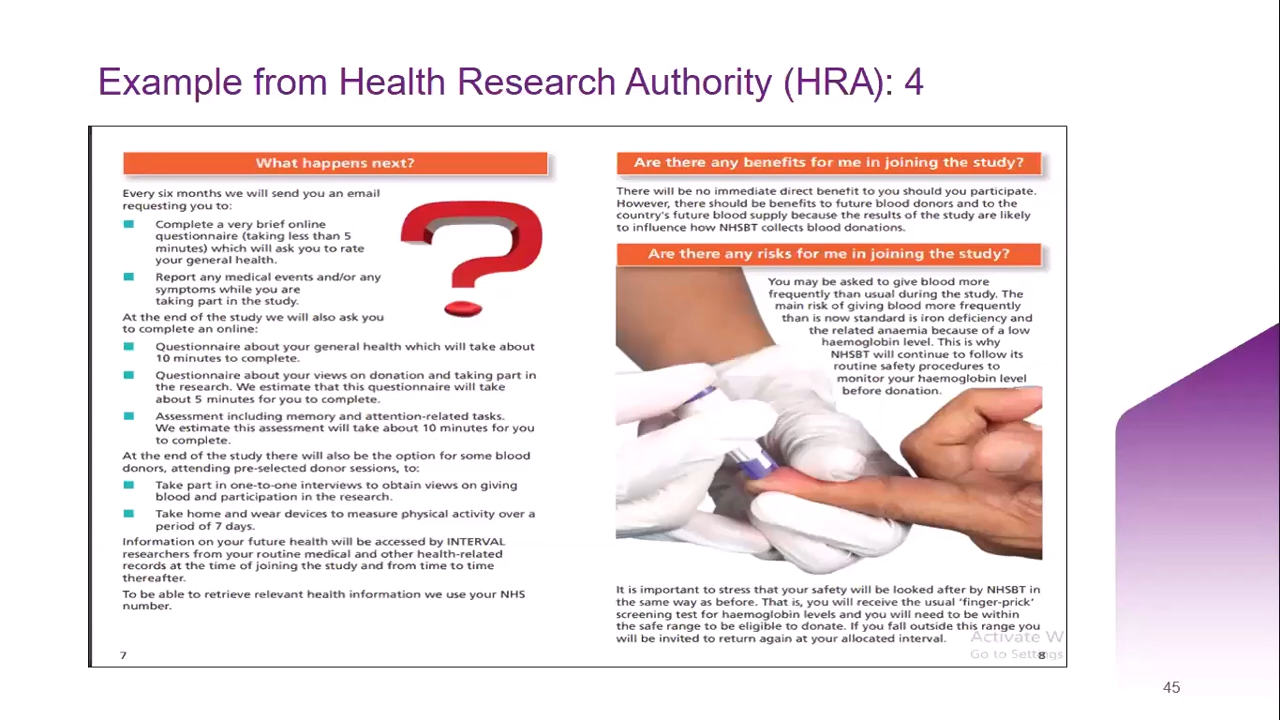 Example from Health Research Authority (HRA): 4
What happens next?
Every six months we will send you an email
requesting you to:
Complete a very brief online
questionnaire (taking less than 5
minutes) which will ask you to rate
your general health.
Report any medical events and/or any
symptoms while you are
taking part in the study.
At the end of the study we will also ask you
to complete an online:
Questionnaire about your general health which will take about
10 minutes to complete.
Questionnaire about your views on donation and taking part in
the research. We estimate that this questionnaire will take
about 5 minutes for you to complete.
Assessment including memory and attention-related tasks.
We estimate this assessment will take about 10 minutes for you
to complete.
At the end of the study there will also be the option for some blood
donors, attending pre-selected donor sessions, to:
Take part in one-to-one interviews to obtain views on giving
blood and participation in the research.
Take home and wear devices to measure physical activity over a
period of 7 days.
Information on your future health will be accessed by INTERVAL
researchers from your routine medical and other health-related
records at the time of joining the study and from time to time
thereafter.
To be able to retrieve relevant health information we use your NHS
number.
7
Are there any benefits for me in joining the study?
There will be no immediate direct benefit to you should you participate.
However, there should be benefits to future blood donors and to the
country's future blood supply because the results of the study are likely
to influence how NHSBT collects blood donations.
Are there any risks for me in joining the study?
You may be asked to give blood more
frequently than usual during the study. The
main risk of giving blood more frequently
than is now standard is iron deficiency and
the related anaemia because of a low
haemoglobin level. This is why
NHSBT will continue to follow its
routine safety procedures to
monitor your haemoglobin level
before donation.
It is important to stress that your safety will be looked after by NHSBT in
the same way as before. That is, you will receive the usual 'finger-prick'
screening test for haemoglobin levels and you will need to be within
the safe range to be eligible to donate. If you fall outside this range you
will be invited to return again at your allocated interval.
Activate W
Go to Settings
8
45